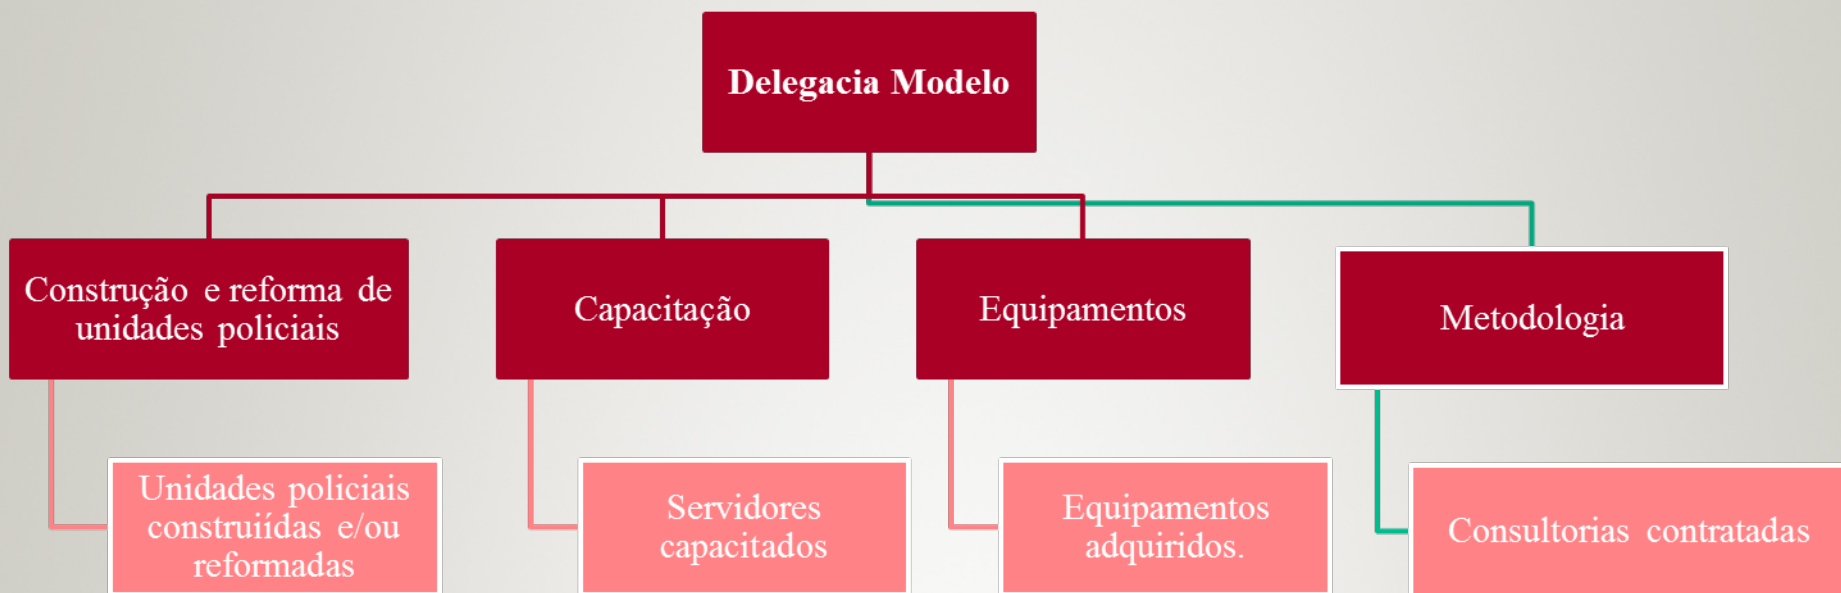 Delegacia Modelo
Construção e reforma de
unidades policiais
Capacitação
Equipamentos
Metodologia
Unidades policiais
construiídas e/ou
reformadas
Servidores
capacitados
Equipamentos
adquiridos.
Consultorias contratadas